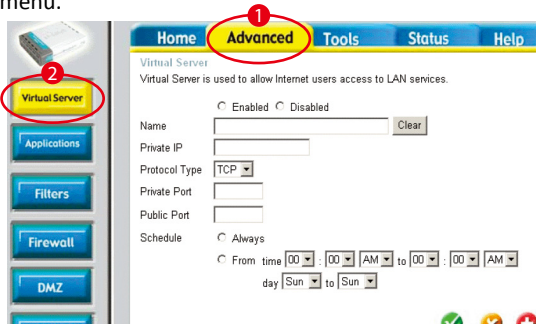 menu.
1
Home Advanced Tools Status Help
2
Virtual Server
Virtual Server is used to allow Internet users access to LAN services.
Virtual Server
Enabled Disabled
Name Clear
Applications
Private IP
Protocol Type TCP
Filters
Private Port
Public Port
Firewall
Schedule Always
From time 00 : 00 AM to 00 : 00 AM
DMZ
day Sun to Sun